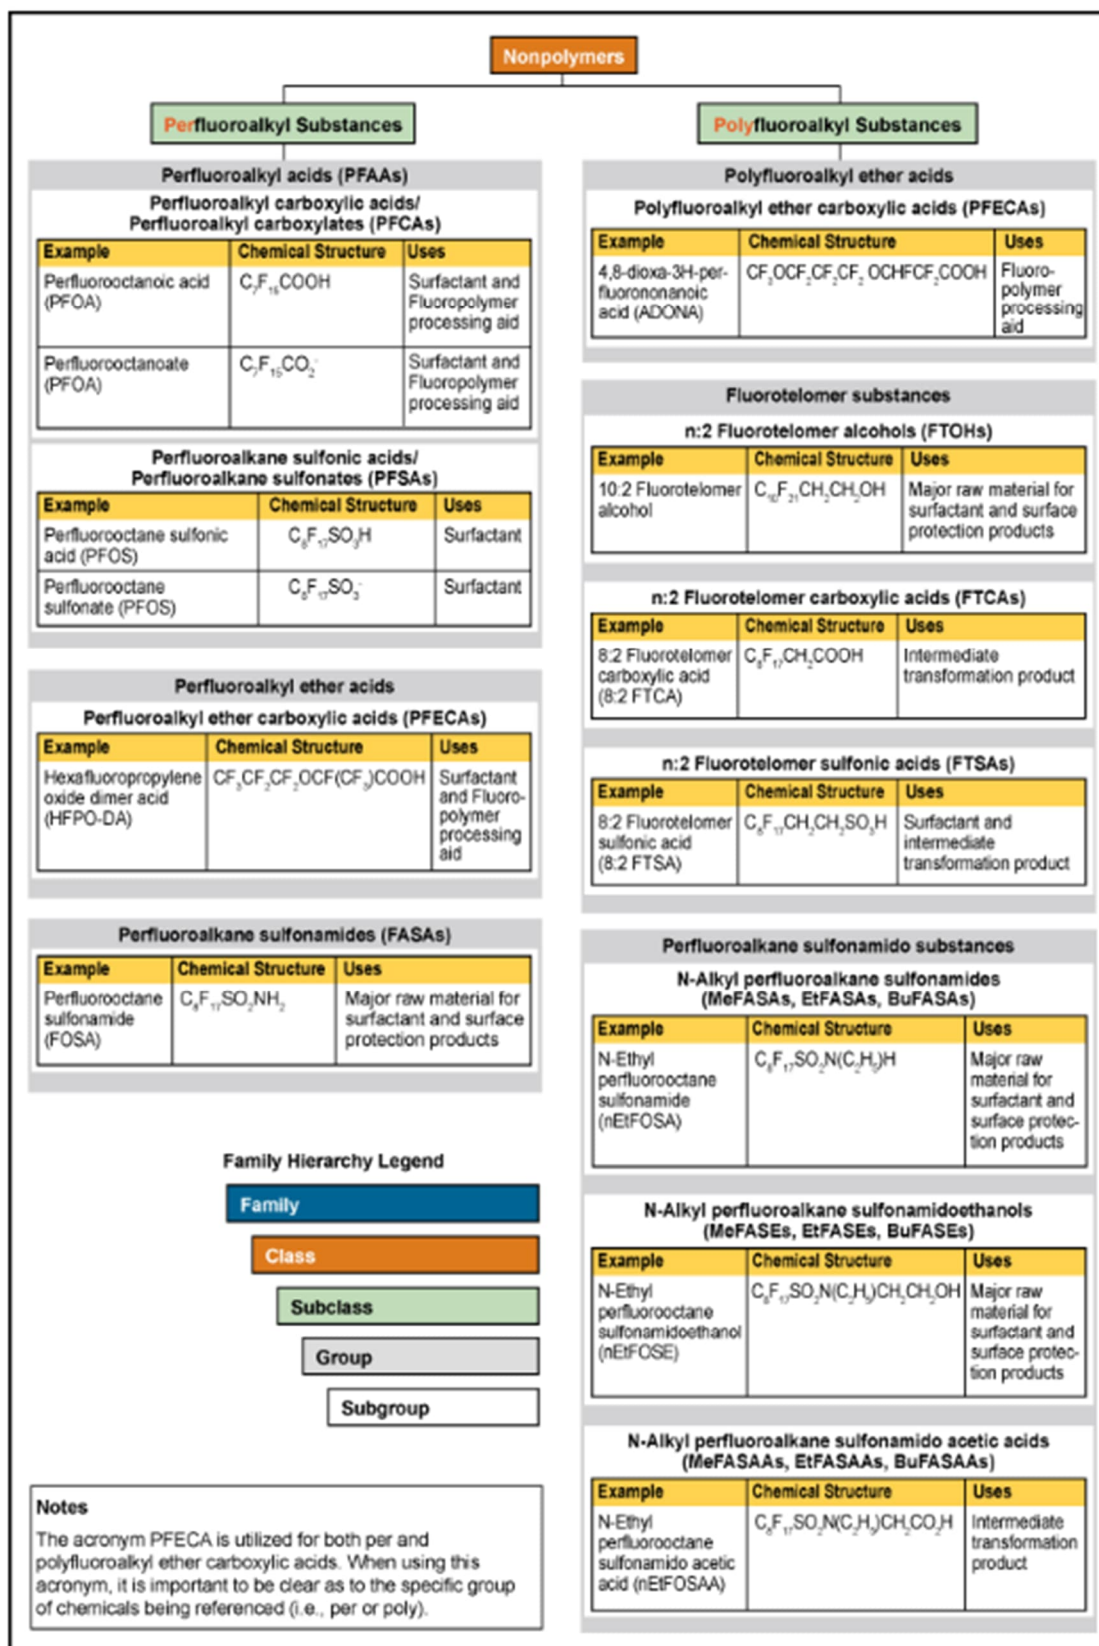 Nonpolymers
Perfluoroalkyl Substances
Perfluoroalkyl acids (PFAAs)
Perfluoroalkyl carboxylic acids/
Perfluoroalkyl carboxylates (PFCAs)
Example Chemical Structure Uses
Perfluorooctanoic acid
(PFOA)
C₇F₁₅COOH
Surfactant and
Fluoropolymer
processing aid
Perfluorooctanoate
(PFOA)
C₇F₁₅CO₂⁻
Surfactant and
Fluoropolymer
processing aid
Perfluoroalkane sulfonic acids/
Perfluoroalkane sulfonates (PFSAs)
Example Chemical Structure Uses
Perfluorooctane sulfonic
acid (PFOS)
C₈F₁₇SO₃H
Surfactant
Perfluorooctane
sulfonate (PFOS)
C₈F₁₇SO₃⁻
Surfactant
Perfluoroalkyl ether acids
Perfluoroalkyl ether carboxylic acids (PFECAs)
Example Chemical Structure Uses
Hexafluoropropylene
oxide dimer acid
(HFPO-DA)
CF₃CF₂CF₂OCF(CF₃)COOH
Surfactant
and Fluoro-
polymer
processing
aid
Perfluoroalkane sulfonamides (FASAs)
Example Chemical Structure Uses
Perfluorooctane
sulfonamide
(FOSA)
C₈F₁₇SO₂NH₂
Major raw material for
surfactant and surface
protection products
Family Hierarchy Legend
Family
Class
Subclass
Group
Subgroup
Notes
The acronym PFECA is utilized for both per and
polyfluoroalkyl ether carboxylic acids. When using this
acronym, it is important to be clear as to the specific group
of chemicals being referenced (i.e., per or poly).
Polyfluoroalkyl Substances
Polyfluoroalkyl ether acids
Polyfluoroalkyl ether carboxylic acids (PFECAs)
Example Chemical Structure Uses
4,8-dioxa-3H-per-
fluorononanoic
acid (ADONA)
CF₃OCF₂CF₂CF₂ OCHFCF₂COOH
Fluoro-
polymer
processing
aid
Fluorotelomer substances
n:2 Fluorotelomer alcohols (FTOHs)
Example Chemical Structure Uses
10:2 Fluorotelomer
alcohol
C₁₀F₂₁CH₂CH₂OH
Major raw material for
surfactant and surface
protection products
n:2 Fluorotelomer carboxylic acids (FTCAs)
Example Chemical Structure Uses
8:2 Fluorotelomer
carboxylic acid
(8:2 FTCA)
C₈F₁₇CH₂COOH
Intermediate
transformation product
n:2 Fluorotelomer sulfonic acids (FTSAs)
Example Chemical Structure Uses
8:2 Fluorotelomer
sulfonic acid
(8:2 FTSA)
C₈F₁₇CH₂CH₂SO₃H
Surfactant and
intermediate
transformation product
Perfluoroalkane sulfonamido substances
N-Alkyl perfluoroalkane sulfonamides
(MeFASAs, EtFASAs, BuFASAs)
Example Chemical Structure Uses
N-Ethyl
perfluorooctane
sulfonamide
(nEtFOSA)
C₈F₁₇SO₂N(C₂H₅)H
Major raw
material for
surfactant and
surface protec-
tion products
N-Alkyl perfluoroalkane sulfonamidoethanols
(MeFASEs, EtFASEs, BuFASEs)
Example Chemical Structure Uses
N-Ethyl
perfluorooctane
sulfonamidoethanol
(nEtFOSE)
C₈F₁₇SO₂N(C₂H₅)CH₂CH₂OH
Major raw
material for
surfactant and
surface protec-
tion products
N-Alkyl perfluoroalkane sulfonamido acetic acids
(MeFASAAs, EtFASAAs, BuFASAAs)
Example Chemical Structure Uses
N-Ethyl
perfluorooctane
sulfonamido acetic
acid (nEtFOSAA)
C₈F₁₇SO₂N(C₂H₅)CH₂CO₂H
Intermediate
transformation
product